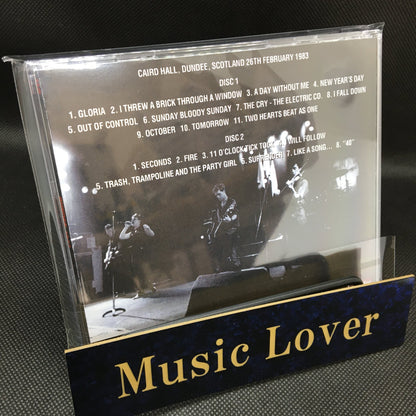 CAIRD HALL, DUNDEE, SCOTLAND 26TH FEBRUARY 1983
DISC 1
1. GLORIA 2. I THREW A BRICK THROUGH A WINDOW 3. A DAY WITHOUT ME 4. NEW YEAR'S DAY
5. OUT OF CONTROL 6. SUNDAY BLOODY SUNDAY 7. THE CRY - THE ELECTRIC CO. 8. I FALL DOWN
9. OCTOBER 10. TOMORROW 11. TWO HEARTS BEAT AS ONE
DISC 2
1. SECONDS 2. FIRE 3. 11 O'CLOCK TICK TOCK 4. I WILL FOLLOW
5. TRASH, TRAMPOLINE AND THE PARTY GIRL 6. SURRENDER 7. LIKE A SONG... 8. "40"
Music Lover